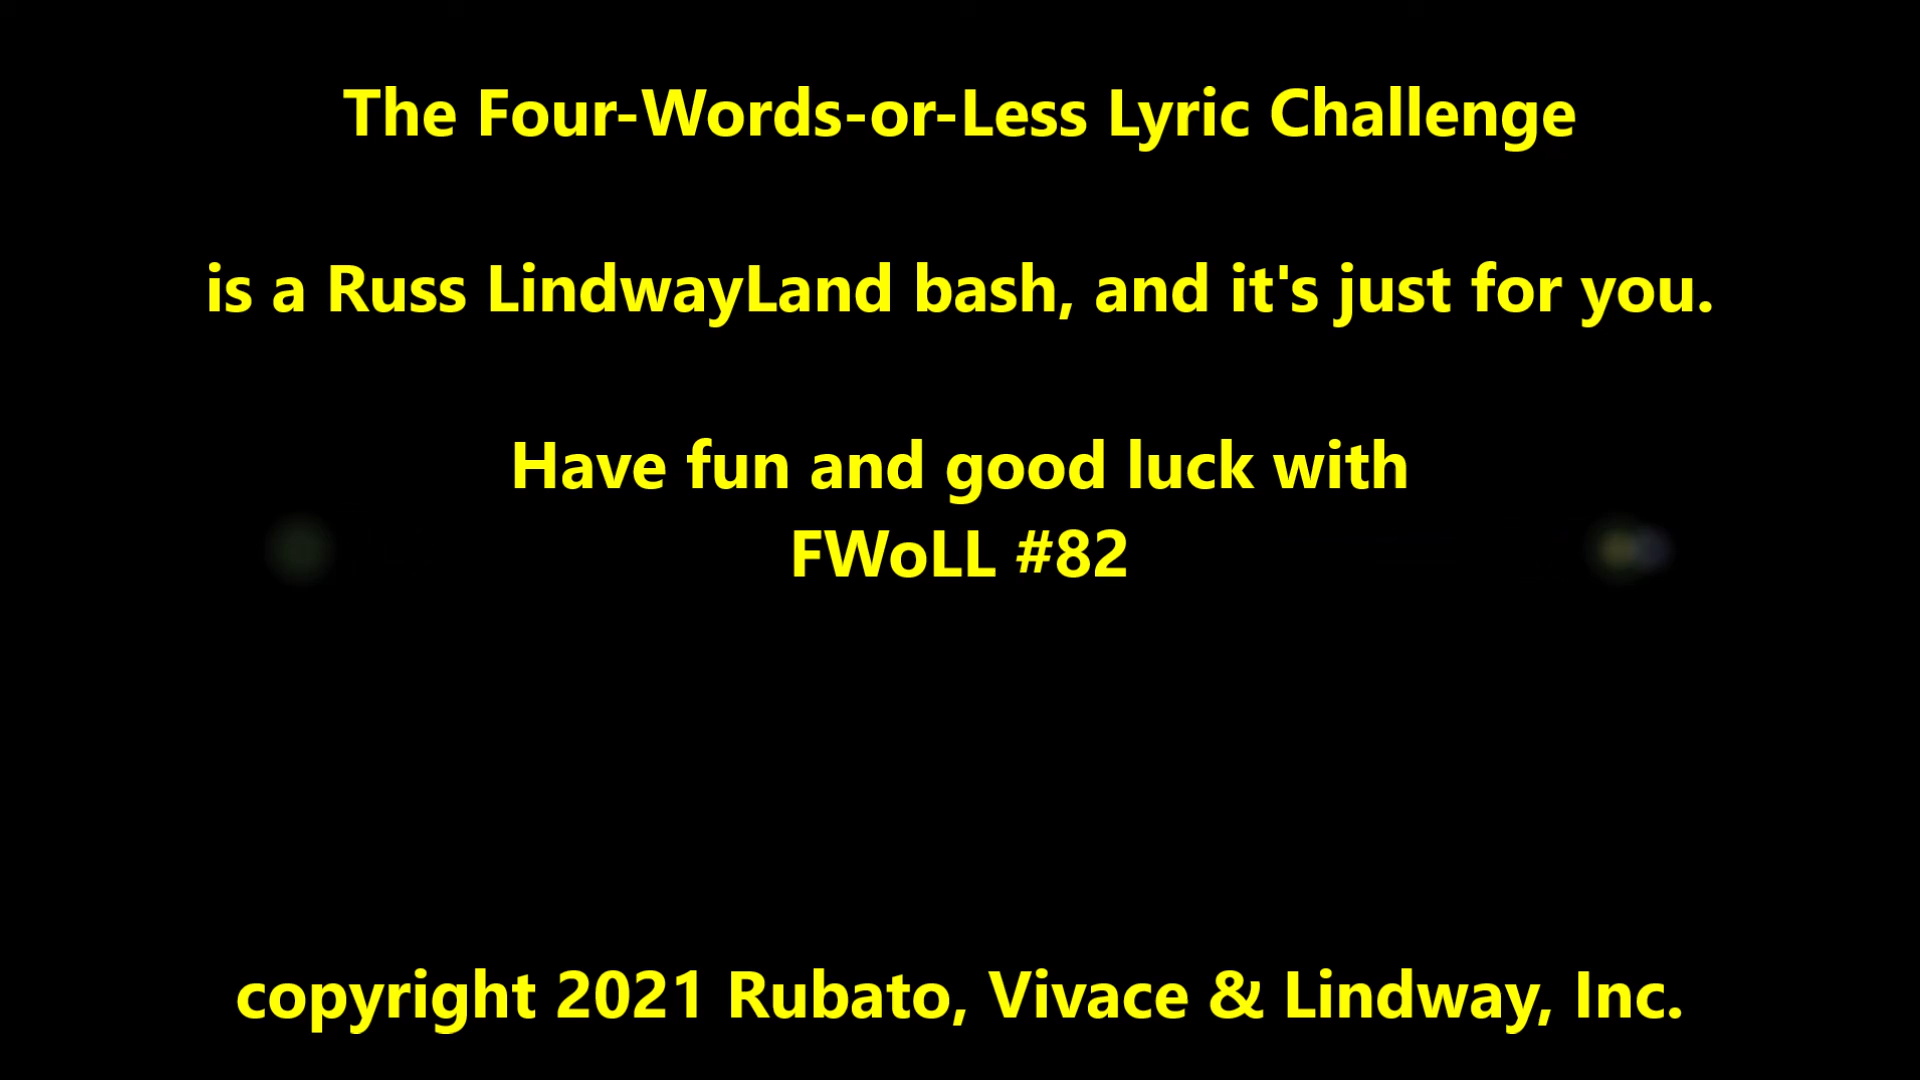 The Four-Words-or-Less Lyric Challenge
is a Russ LindwayLand bash, and it's just for you.
Have fun and good luck with
FWoLL #82
copyright 2021 Rubato, Vivace & Lindway, Inc.